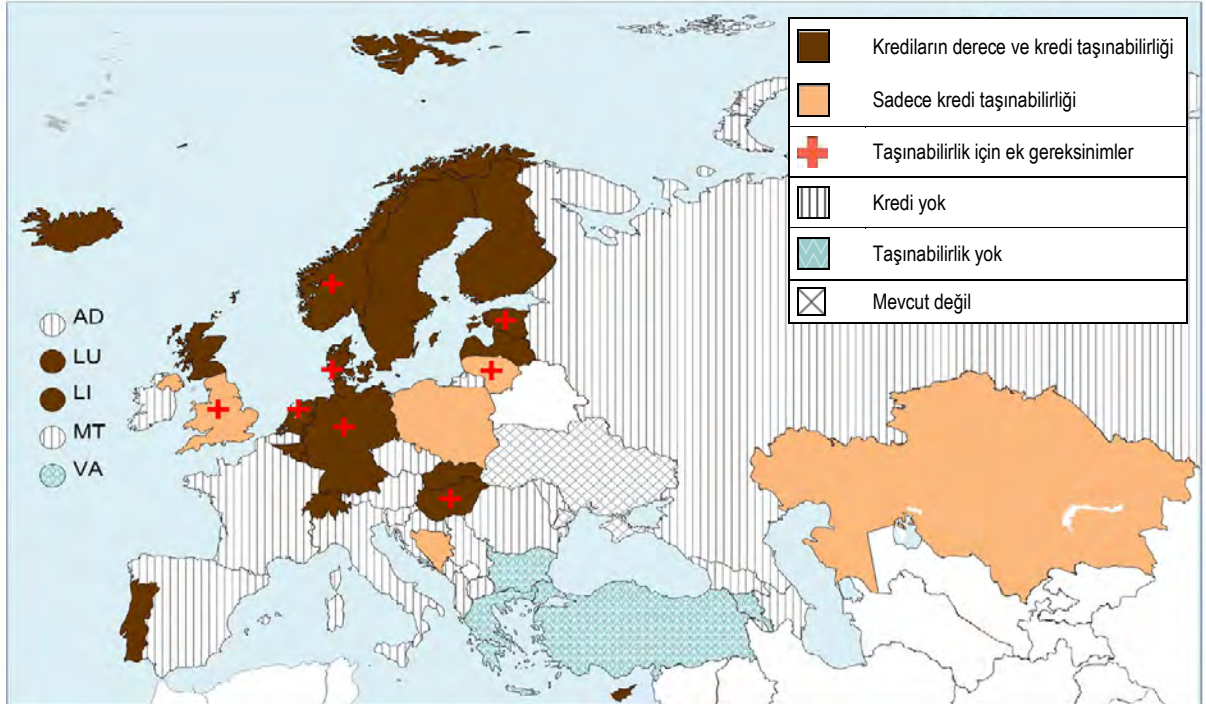 Krediların derece ve kredi taşınabilirliği
Sadece kredi taşınabilirliği
Taşınabilirlik için ek gereksinimler
Kredi yok
Taşınabilirlik yok
Mevcut değil
AD
LU
LI
MT
VA